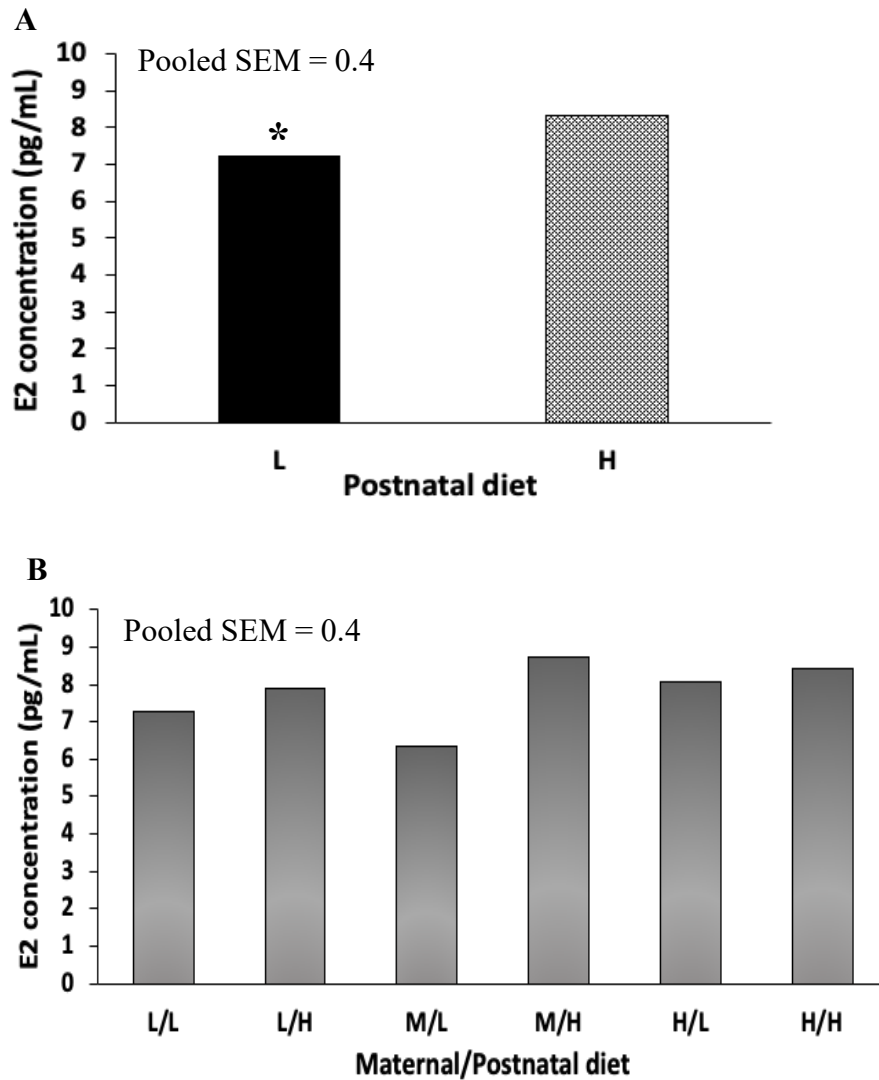 A
Pooled SEM = 0.4
E2 concentration (pg/mL)
10
9
8
7
6
5
4
3
2
1
0
*
L H
Postnatal diet
B
Pooled SEM = 0.4
E2 concentration (pg/mL)
10
9
8
7
6
5
4
3
2
1
0
L/L L/H M/L M/H H/L H/H
Maternal/Postnatal diet